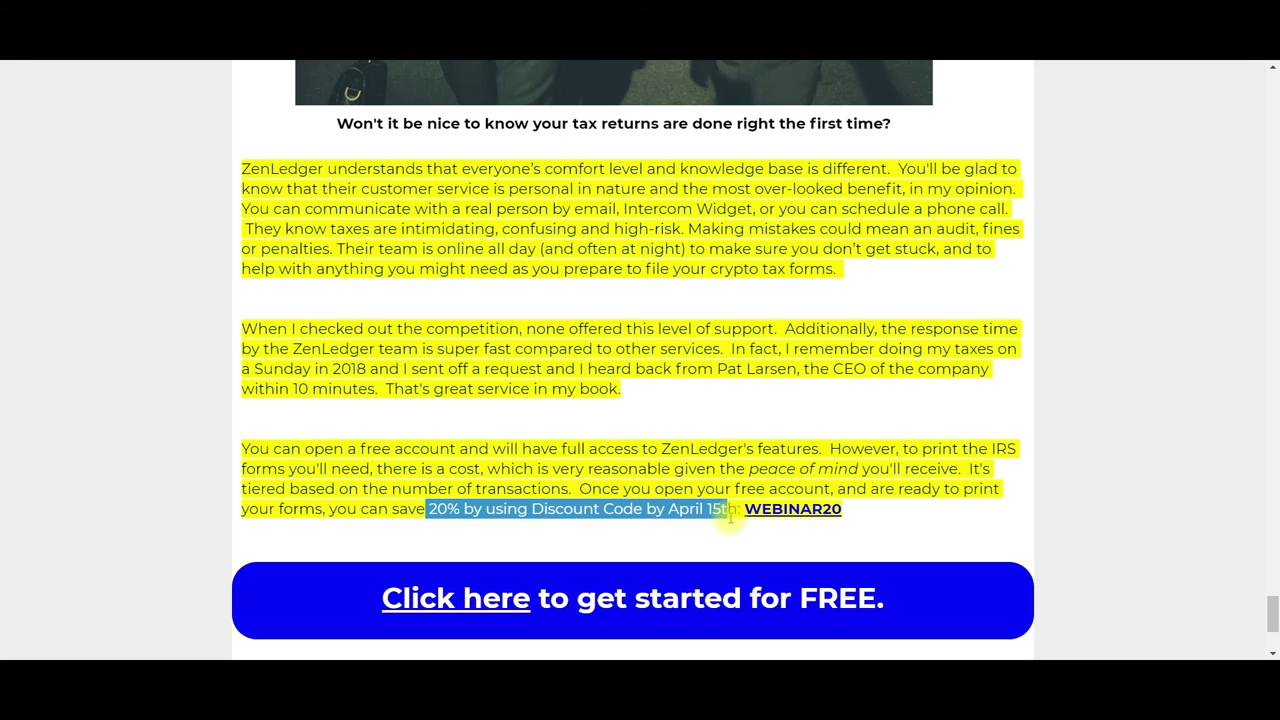 Won't it be nice to know your tax returns are done right the first time?
ZenLedger understands that everyone’s comfort level and knowledge base is different.  You'll be glad to
know that their customer service is personal in nature and the most over-looked benefit, in my opinion.
You can communicate with a real person by email, Intercom Widget, or you can schedule a phone call.
They know taxes are intimidating, confusing and high-risk. Making mistakes could mean an audit, fines
or penalties. Their team is online all day (and often at night) to make sure you don’t get stuck, and to
help with anything you might need as you prepare to file your crypto tax forms.
When I checked out the competition, none offered this level of support.  Additionally, the response time
by the ZenLedger team is super fast compared to other services.  In fact, I remember doing my taxes on
a Sunday in 2018 and I sent off a request and I heard back from Pat Larsen, the CEO of the company
within 10 minutes.  That's great service in my book.
You can open a free account and will have full access to ZenLedger's features.  However, to print the IRS
forms you'll need, there is a cost, which is very reasonable given the peace of mind you'll receive.  It's
tiered based on the number of transactions.  Once you open your free account, and are ready to print
your forms, you can save 20% by using Discount Code by April 15th: WEBINAR20
Click here to get started for FREE.